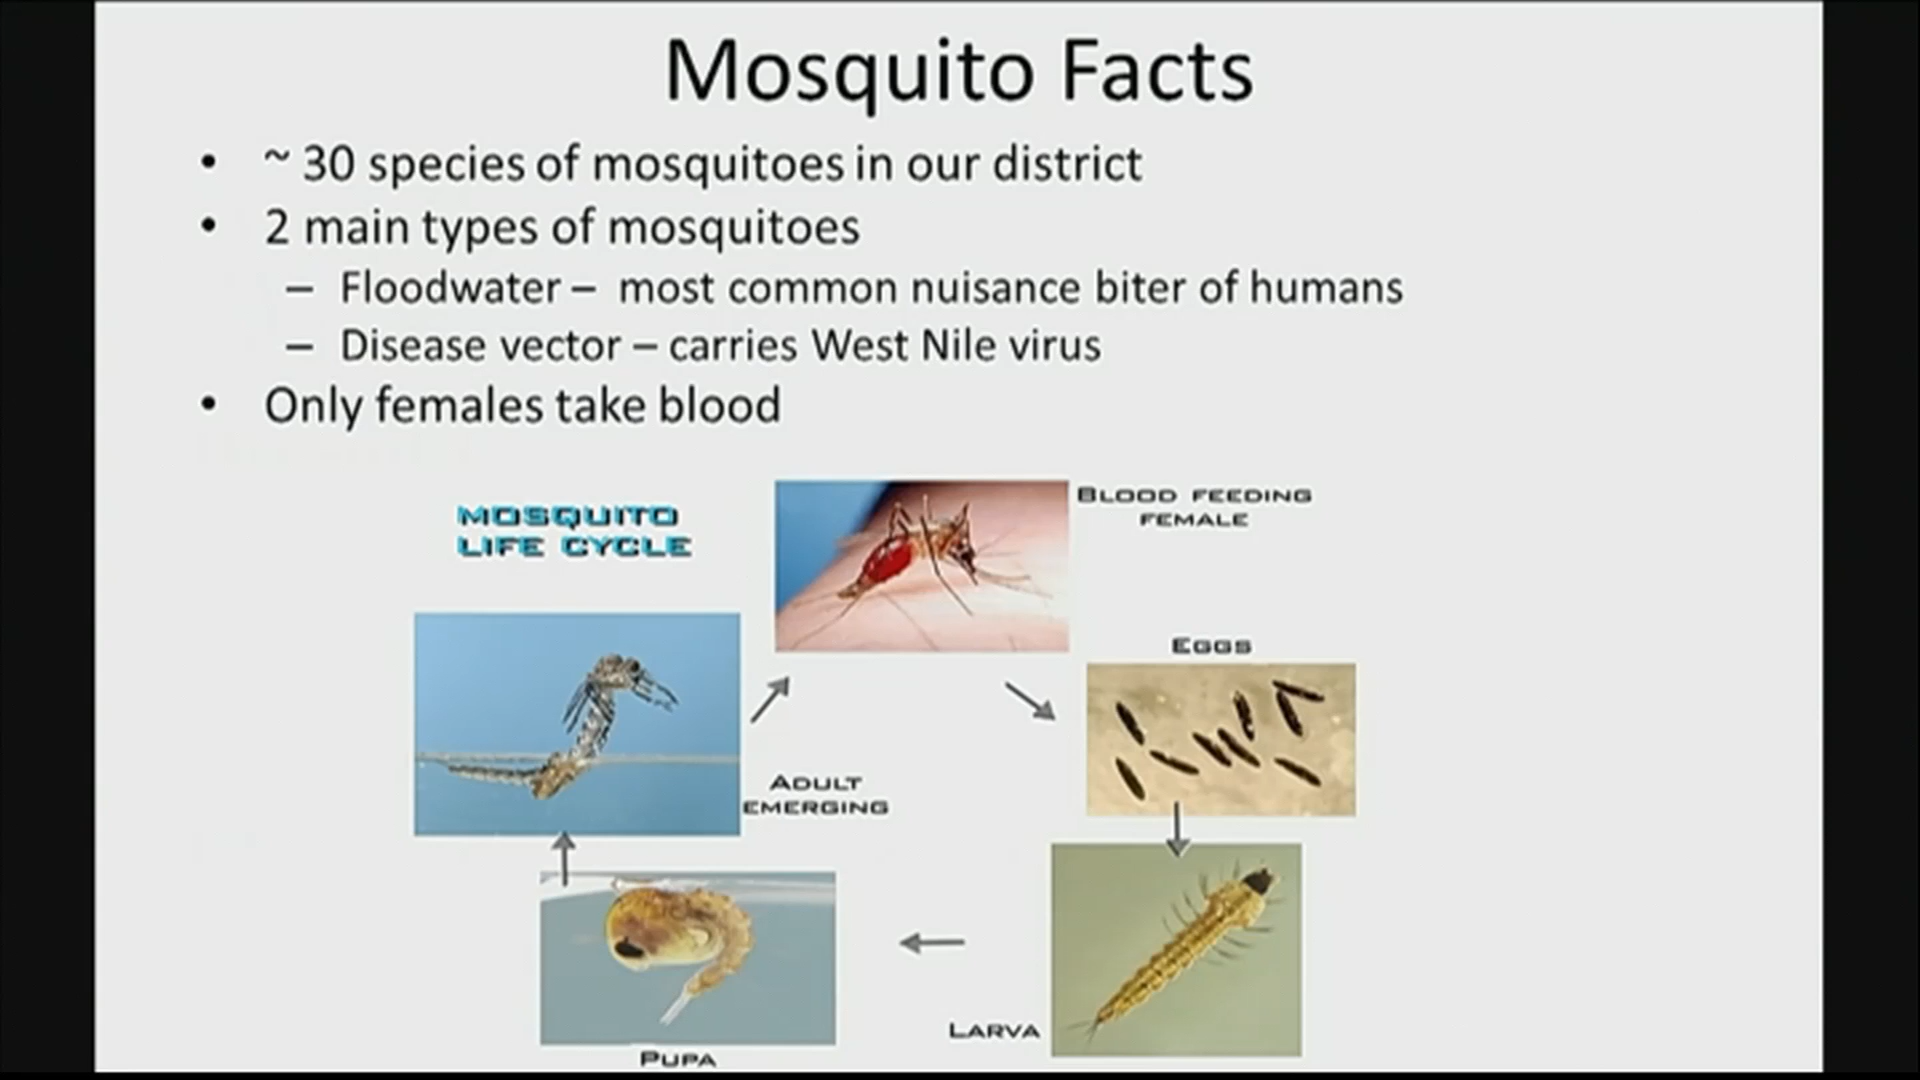 Mosquito Facts
• ~ 30 species of mosquitoes in our district
• 2 main types of mosquitoes
– Floodwater – most common nuisance biter of humans
– Disease vector – carries West Nile virus
• Only females take blood
MOSQUITO
LIFE CYCLE
BLOOD FEEDING
FEMALE
EGGS
ADULT
EMERGING
LARVA
PUPA